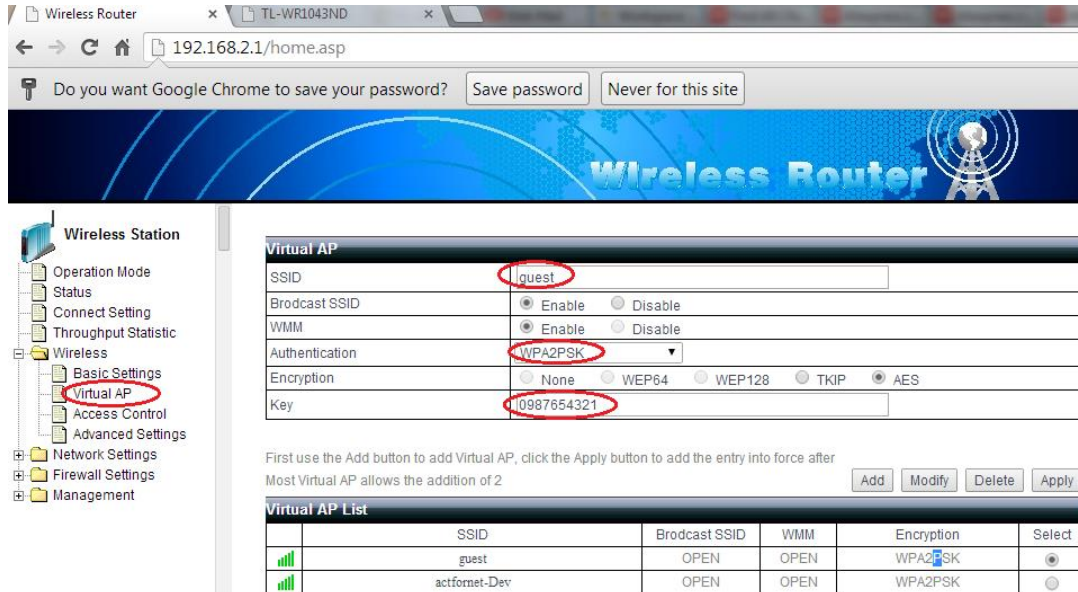 Wireless Router
TL-WR1043ND
192.168.2.1/home.asp
Do you want Google Chrome to save your password? Save password Never for this site
Wireless Router
Wireless Station
Operation Mode
Status
Connect Setting
Throughput Statistic
Wireless
Basic Settings
Virtual AP
Access Control
Advanced Settings
Network Settings
Firewall Settings
Management
Virtual AP
SSID guest
Brodcast SSID Enable Disable
WMM Enable Disable
Authentication WPA2PSK
Encryption None WEP64 WEP128 TKIP AES
Key 0987654321
First use the Add button to add Virtual AP, click the Apply button to add the entry into force after
Most Virtual AP allows the addition of 2
Add Modify Delete Apply
Virtual AP List
SSID Brodcast SSID WMM Encryption Select
guest OPEN OPEN WPA2PSK
actfornet-Dev OPEN OPEN WPA2PSK